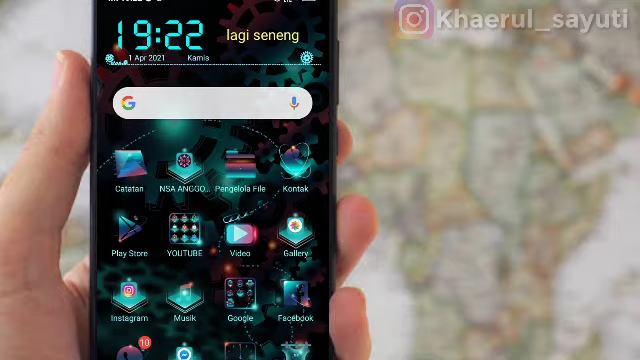 Khaerul_sayuti
19:22
lagi seneng
1 Apr 2021 Kamis
Catatan NSA ANGGO... Pengelola File Kontak
Play Store YOUTUBE Video Gallery
Instagram Musik Google Facebook
10